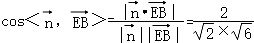 cos<n⃗, EB⃗> = |n⃗•EB⃗| / |n⃗||EB⃗| = 2 / √2×√6